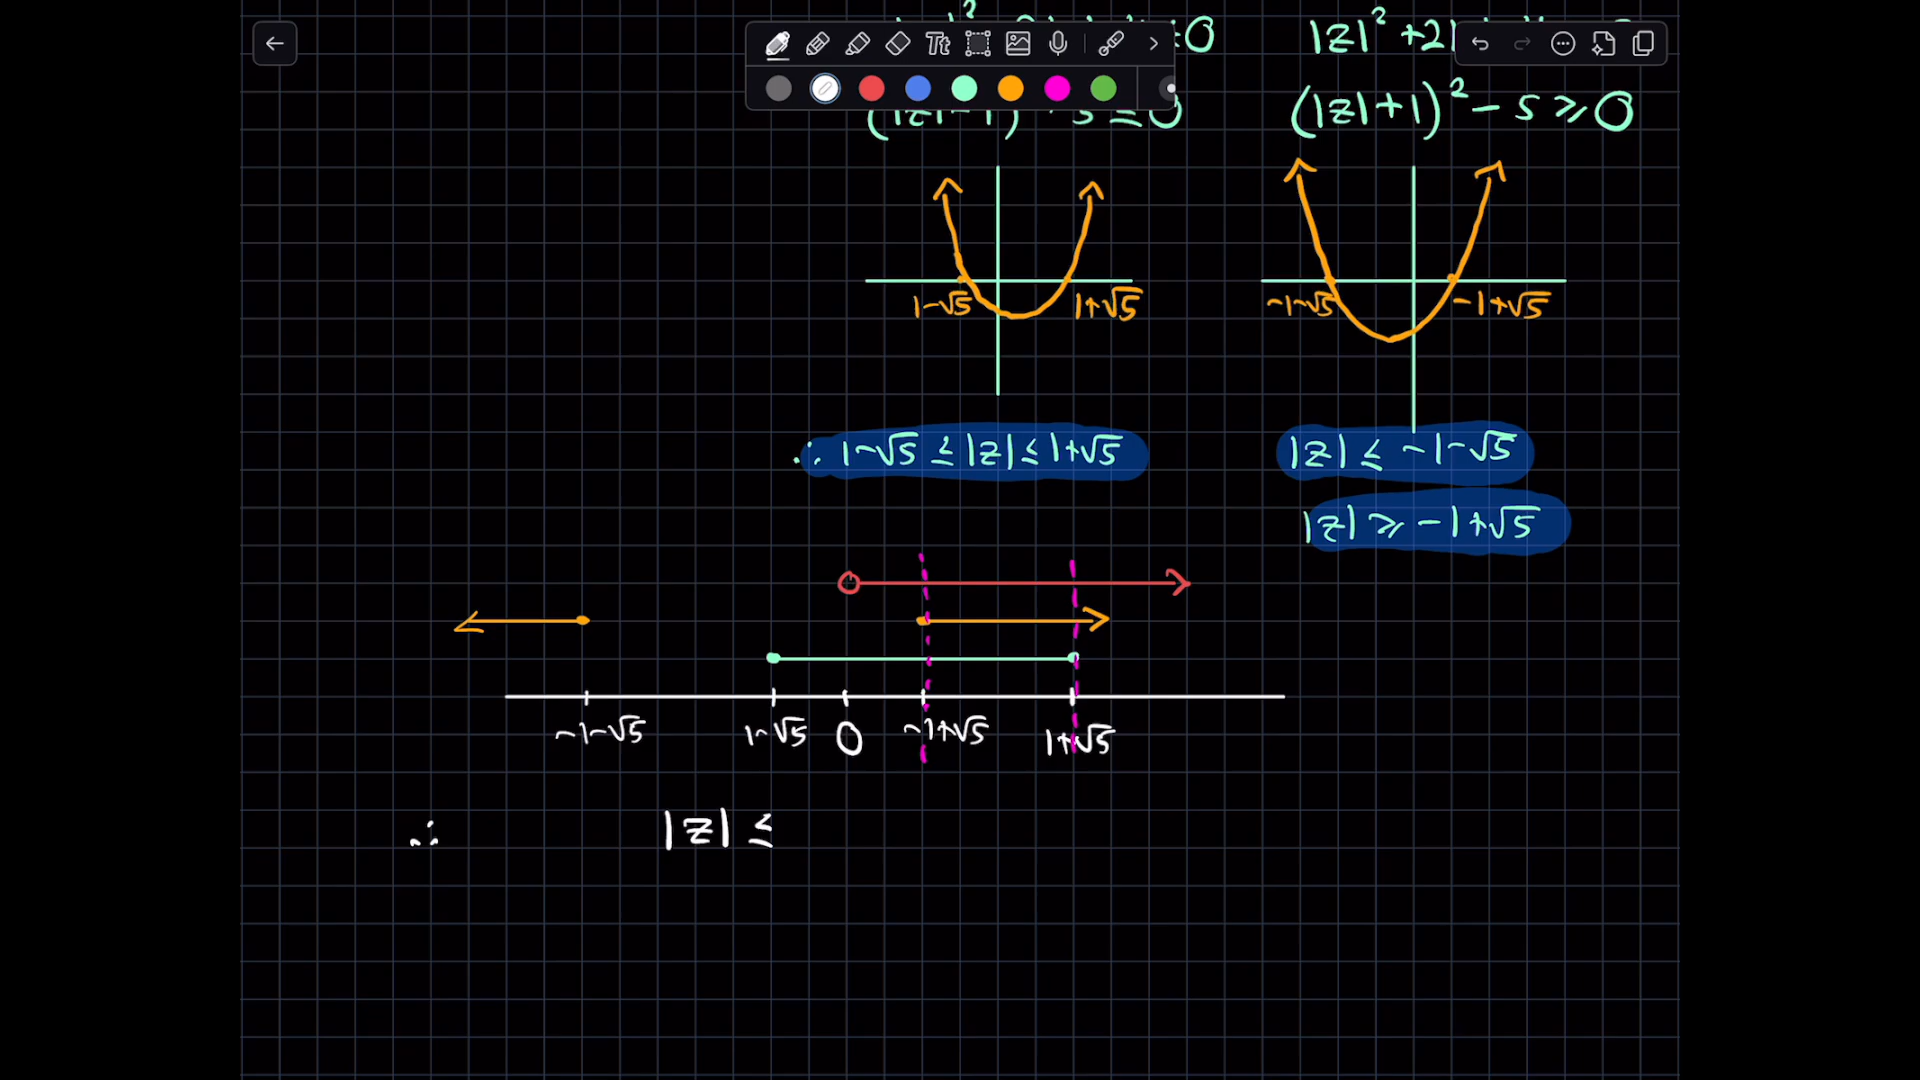 |z|² +2|
(|z|+1)² - 5 ⩾ 0
1-√5 1+√5
-1-√5 -1+√5
∴ 1-√5 ≤ |z| ≤ 1+√5
|z| ≤ -1-√5
|z| ⩾ -1+√5
-1-√5 1-√5 0 -1+√5 1+√5
∴ |z| ≤